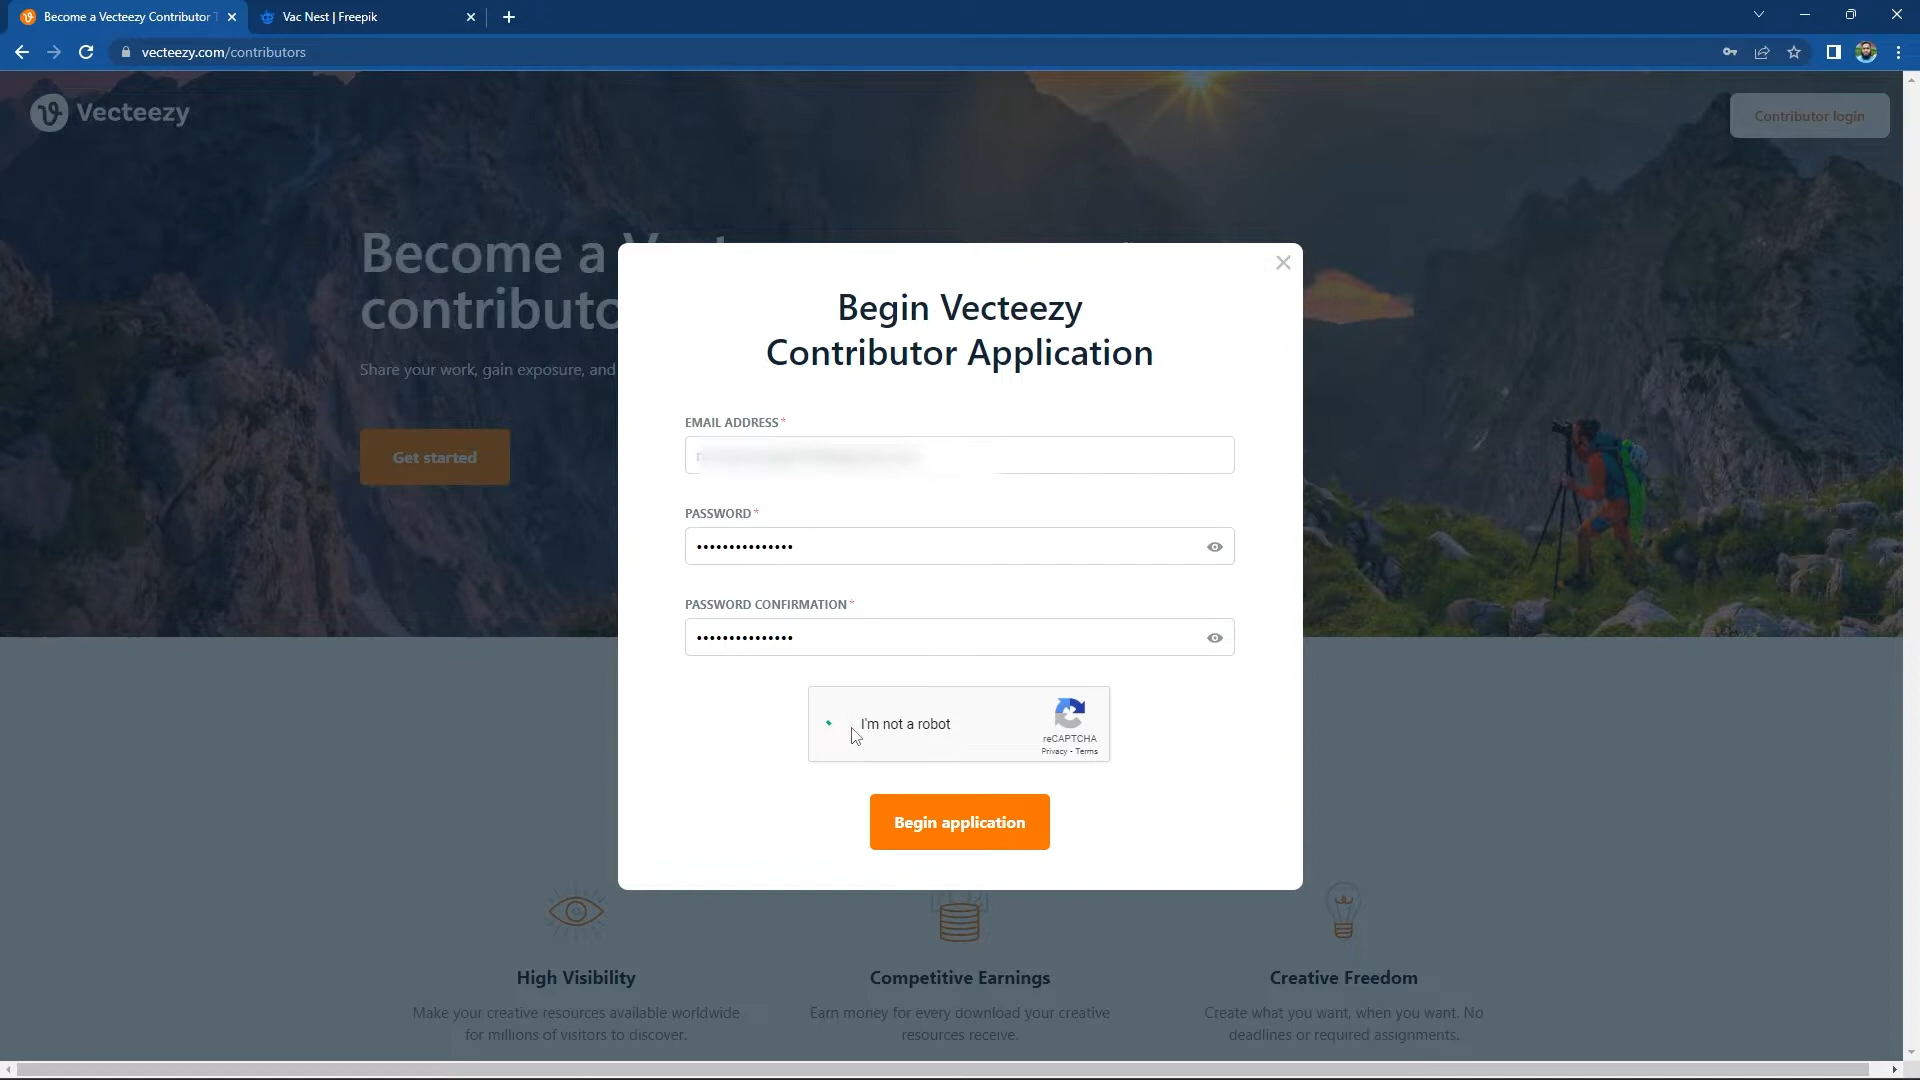 Become a Vecteezy Contributor T
Vac Nest | Freepik
vecteezy.com/contributors
Vecteezy
Contributor login
Become a Vect
contributo
Share your work, gain exposure, and
Get started
Begin Vecteezy
Contributor Application
EMAIL ADDRESS*
PASSWORD*
•••••••••••••••
PASSWORD CONFIRMATION*
•••••••••••••••
I'm not a robot
reCAPTCHA
Privacy - Terms
Begin application
High Visibility
Make your creative resources available worldwide
for millions of visitors to discover.
Competitive Earnings
Earn money for every download your creative
resources receive.
Creative Freedom
Create what you want, when you want. No
deadlines or required assignments.